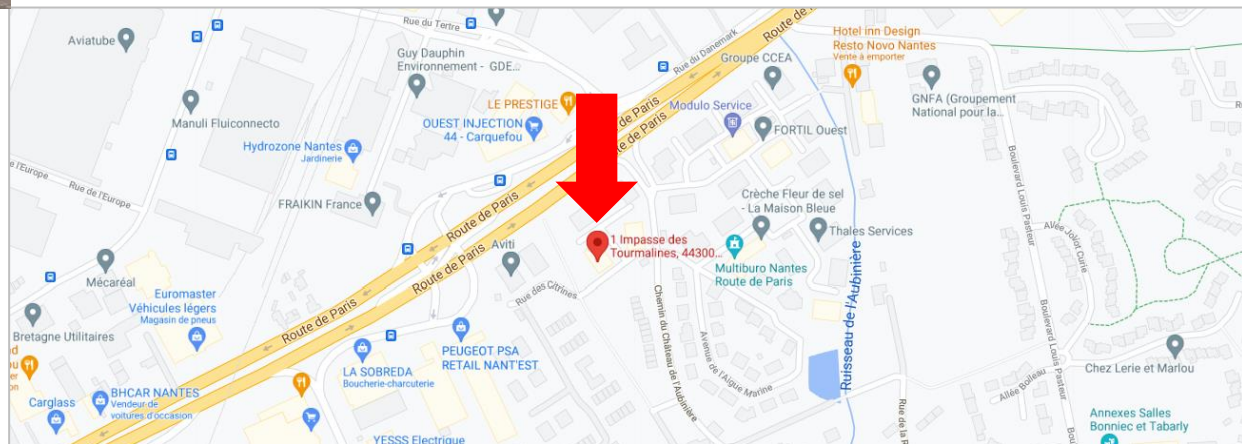 Rue du Tertre
Route de
Aviatube
Guy Dauphin
Environnement - GDE...
Rue du Danemark
Groupe CCEA
Hotel inn Design
Resto Novo Nantes
Vente à emporter
GNFA (Groupement
National pour la...
LE PRESTIGE
OUEST INJECTION
44 - Carquefou
Modulo Service
FORTIL Ouest
Manuli Fluiconnecto
Hydrozone Nantes
Jardinerie
de Paris
de Paris
Rue de l'Europe
FRAIKIN France
Crèche Fleur de sel
- La Maison Bleue
Thales Services
Boulevard Louis Pasteur
Allée Joliot Curie
Route de Paris
Route de Paris
Aviti
1 Impasse des
Tourmalines, 44300...
Multiburo Nantes
Route de Paris
Mécaréal
Rue des Citrines
Euromaster
Véhicules légers
Magasin de pneus
Route de Paris
Chemin du Château de l'Aubinière
Ruisseau de l'Aubinière
Boulevard Louis Pasteur
Bretagne Utilitaires
PEUGEOT PSA
RETAIL NANT'EST
Avenue de l'Aigue Marine
LA SOBREDA
Boucherie-charcuterie
Chez Lerie et Marlou
Allée Boileau
BHCAR NANTES
Vendeur de
voitures d'occasion
Carglass
Rue de la
Annexes Salles
Bonniec et Tabarly
YESSS Electrique